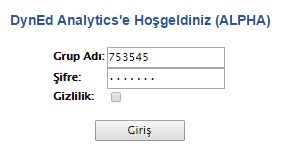 DynEd Analytics'e Hoşgeldiniz (ALPHA)
Grup Adı: 753545
Şifre: ·······
Gizlilik:
Giriş